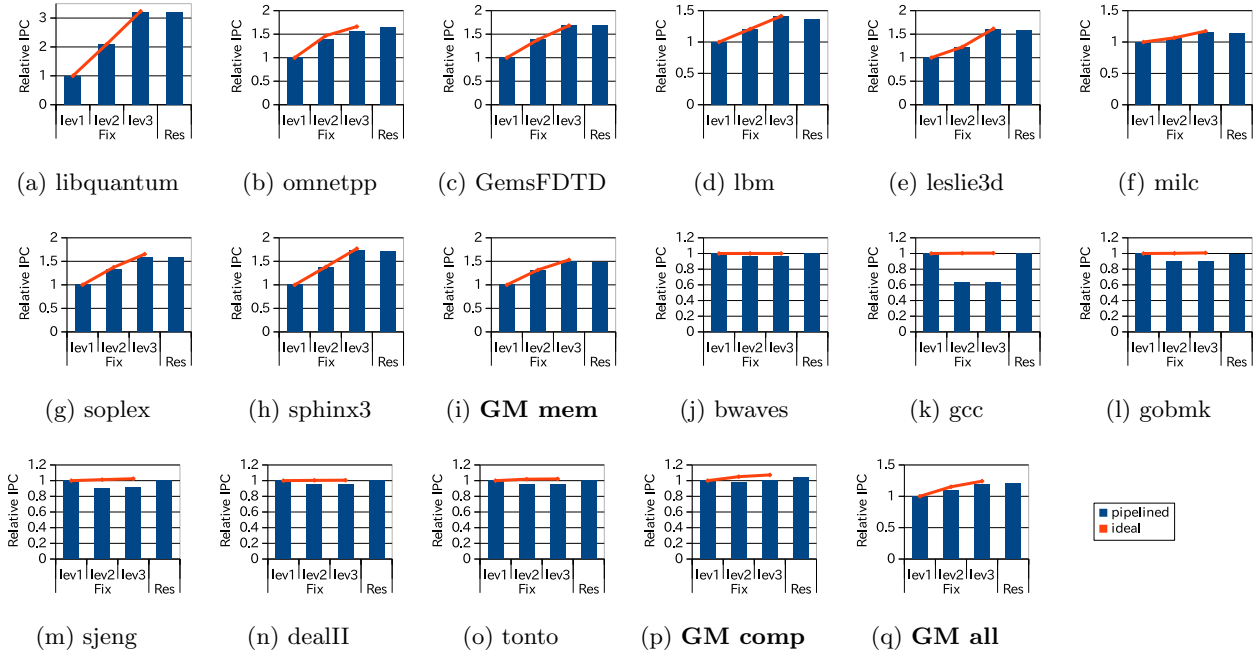 Relative IPC
3
2
1
0
lev1 lev2 lev3
Fix Res
(a) libquantum
Relative IPC
2
1.5
1
0.5
0
lev1 lev2 lev3
Fix Res
(b) omnetpp
Relative IPC
2
1.5
1
0.5
0
lev1 lev2 lev3
Fix Res
(c) GemsFDTD
Relative IPC
1.5
1
0.5
0
lev1 lev2 lev3
Fix Res
(d) lbm
Relative IPC
2
1.5
1
0.5
0
lev1 lev2 lev3
Fix Res
(e) leslie3d
Relative IPC
1.5
1
0.5
0
lev1 lev2 lev3
Fix Res
(f) milc
Relative IPC
2
1.5
1
0.5
0
lev1 lev2 lev3
Fix Res
(g) soplex
Relative IPC
2
1.5
1
0.5
0
lev1 lev2 lev3
Fix Res
(h) sphinx3
Relative IPC
2
1.5
1
0.5
0
lev1 lev2 lev3
Fix Res
(i) GM mem
Relative IPC
1.2
1
0.8
0.6
0.4
0.2
0
lev1 lev2 lev3
Fix Res
(j) bwaves
Relative IPC
1.2
1
0.8
0.6
0.4
0.2
0
lev1 lev2 lev3
Fix Res
(k) gcc
Relative IPC
1.2
1
0.8
0.6
0.4
0.2
0
lev1 lev2 lev3
Fix Res
(l) gobmk
Relative IPC
1.2
1
0.8
0.6
0.4
0.2
0
lev1 lev2 lev3
Fix Res
(m) sjeng
Relative IPC
1.2
1
0.8
0.6
0.4
0.2
0
lev1 lev2 lev3
Fix Res
(n) dealII
Relative IPC
1.2
1
0.8
0.6
0.4
0.2
0
lev1 lev2 lev3
Fix Res
(o) tonto
Relative IPC
1.2
1
0.8
0.6
0.4
0.2
0
lev1 lev2 lev3
Fix Res
(p) GM comp
Relative IPC
1.5
1
0.5
0
lev1 lev2 lev3
Fix Res
(q) GM all
pipelined
ideal